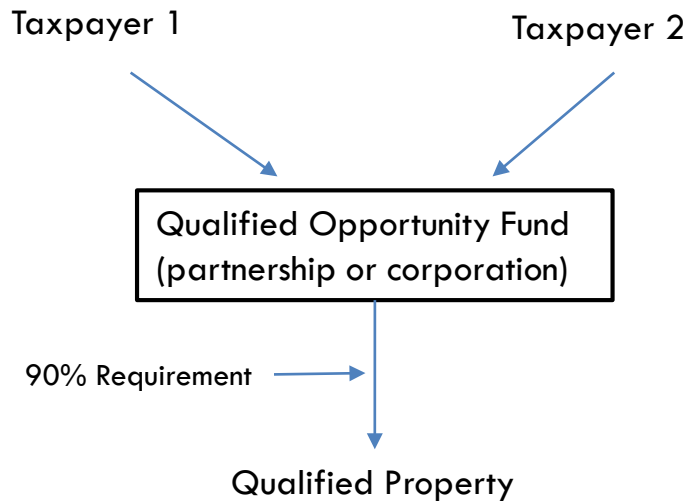 Taxpayer 1
Taxpayer 2
Qualified Opportunity Fund
(partnership or corporation)
90% Requirement
Qualified Property